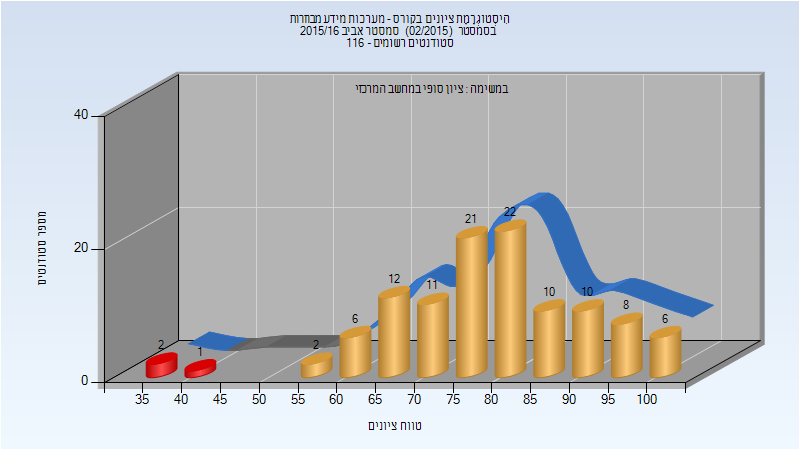 היסטוגרמת ציונים בקורס - מערכות מידע מבוזרות
בסמסטר (02/2015) סמסטר אביב 2015/16
סטודנטים רשומים - 116
במשימה : ציון סופי במחשב המרכזי
מספר סטודנטים
40
20
0
2
1
2
6
12
11
21
22
10
10
8
6
35 40 45 50 55 60 65 70 75 80 85 90 95 100
טווח ציונים